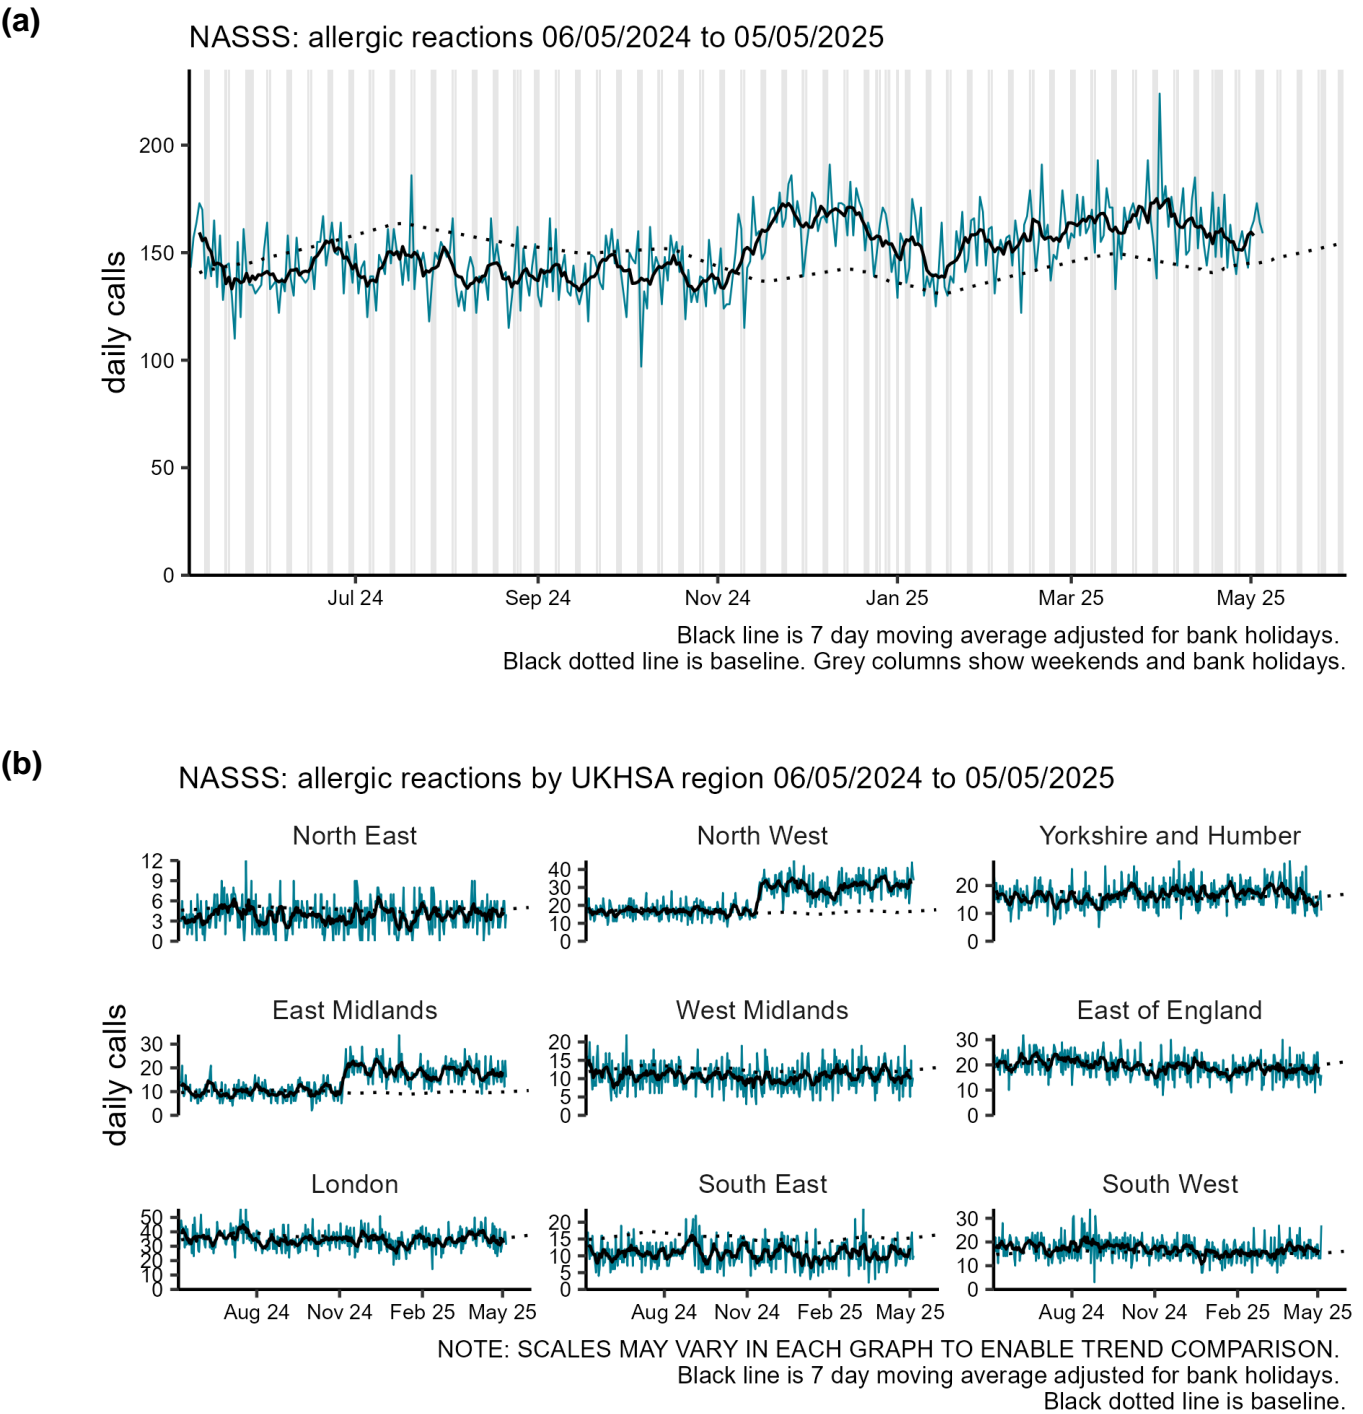 (a)
NASSS: allergic reactions 06/05/2024 to 05/05/2025
daily calls
200
150
100
50
0
Jul 24 Sep 24 Nov 24 Jan 25 Mar 25 May 25
Black line is 7 day moving average adjusted for bank holidays.
Black dotted line is baseline. Grey columns show weekends and bank holidays.
(b)
NASSS: allergic reactions by UKHSA region 06/05/2024 to 05/05/2025
daily calls
North East
12
9
6
3
0
North West
40
30
20
10
0
Yorkshire and Humber
20
10
0
East Midlands
30
20
10
0
West Midlands
20
15
10
5
0
East of England
30
20
10
0
London
50
40
30
20
10
0
South East
20
15
10
5
0
South West
30
20
10
0
Aug 24 Nov 24 Feb 25 May 25
Aug 24 Nov 24 Feb 25 May 25
Aug 24 Nov 24 Feb 25 May 25
NOTE: SCALES MAY VARY IN EACH GRAPH TO ENABLE TREND COMPARISON.
Black line is 7 day moving average adjusted for bank holidays.
Black dotted line is baseline.